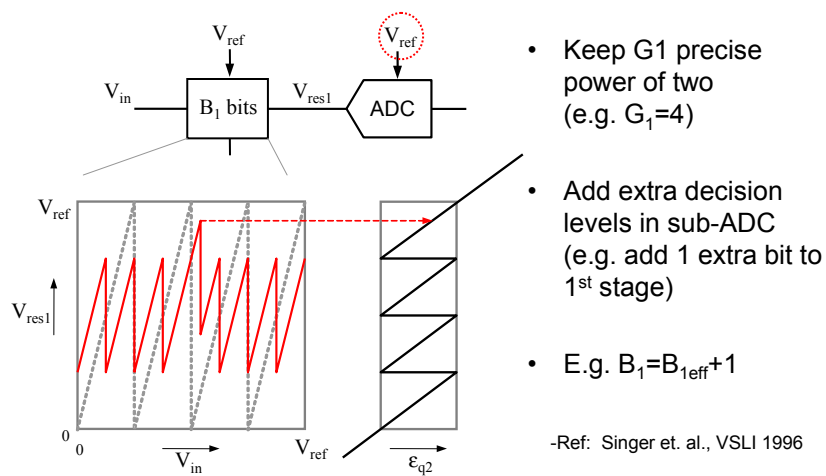 V_ref
V_ref
V_in
B_1 bits
V_res1
ADC
V_ref
V_res1
0
0
V_in
V_ref
ε_q2
• Keep G1 precise
power of two
(e.g. G_1=4)
• Add extra decision
levels in sub-ADC
(e.g. add 1 extra bit to
1^st stage)
• E.g. B_1=B_1eff+1
-Ref: Singer et. al., VSLI 1996